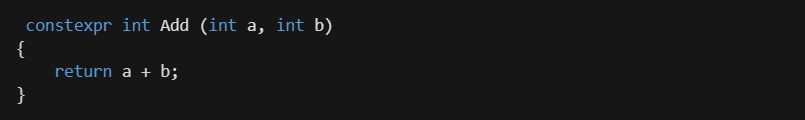 constexpr int Add (int a, int b)
{
    return a + b;
}